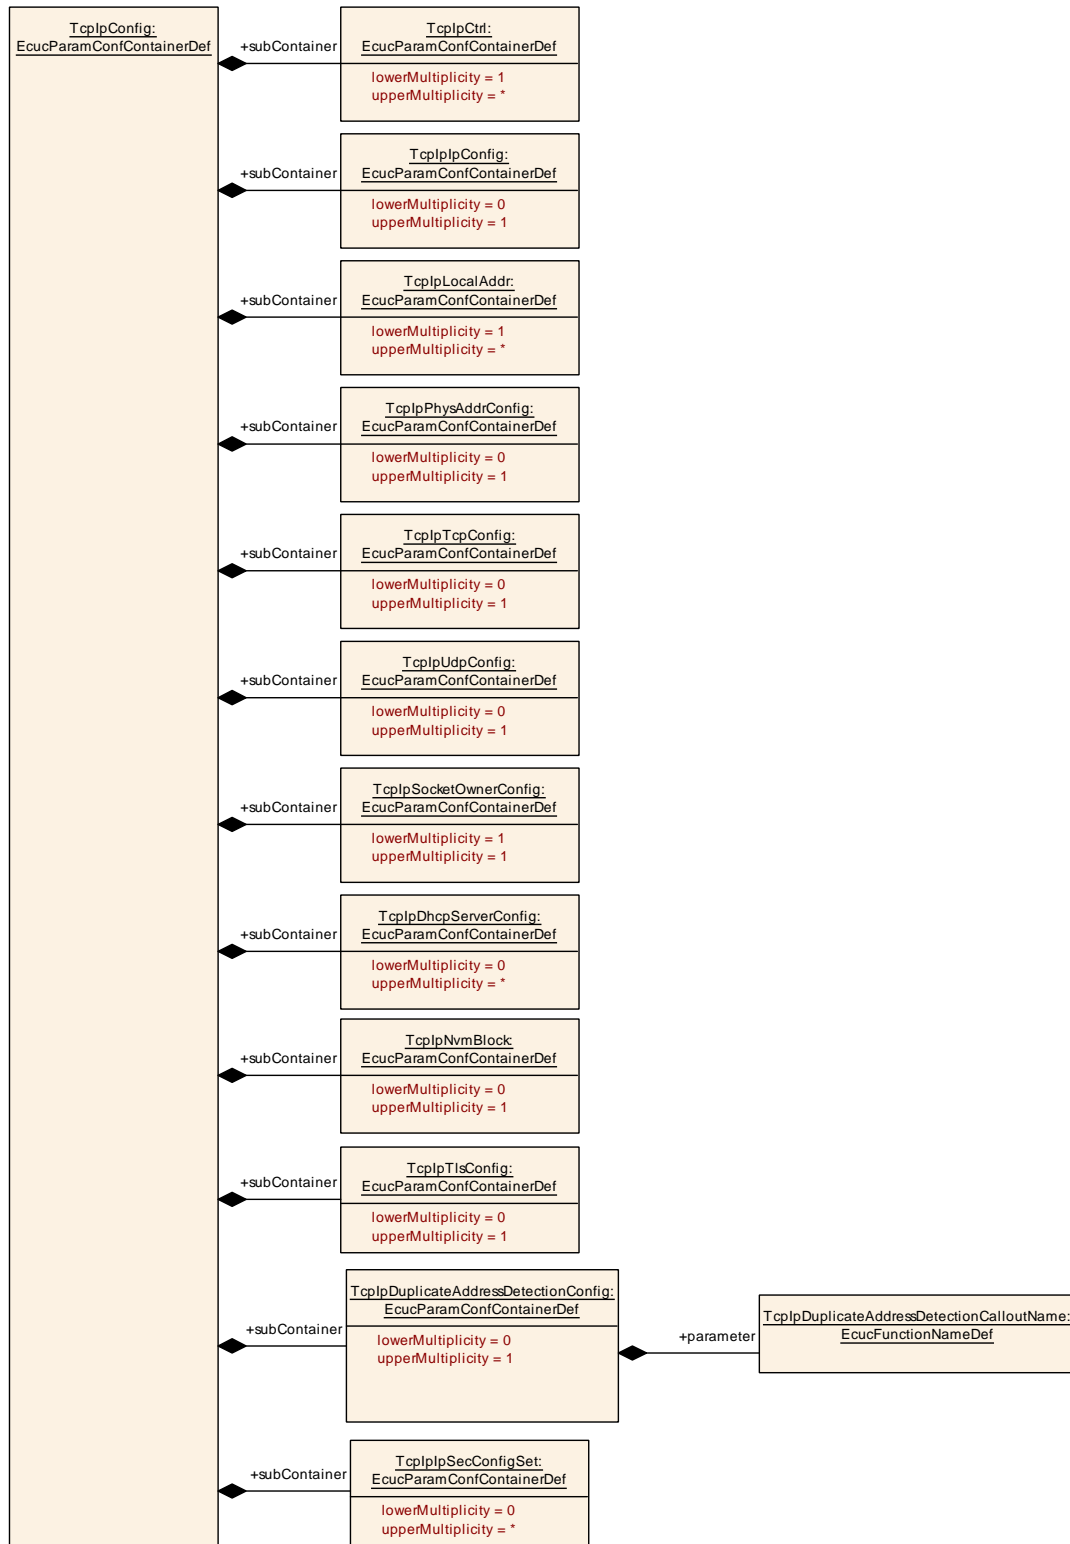 TcpIpConfig:
EcucParamConfContainerDef
+subContainer
TcpIpCtrl:
EcucParamConfContainerDef
lowerMultiplicity = 1
upperMultiplicity = *
+subContainer
TcpIpIpConfig:
EcucParamConfContainerDef
lowerMultiplicity = 0
upperMultiplicity = 1
+subContainer
TcpIpLocalAddr:
EcucParamConfContainerDef
lowerMultiplicity = 1
upperMultiplicity = *
+subContainer
TcpIpPhysAddrConfig:
EcucParamConfContainerDef
lowerMultiplicity = 0
upperMultiplicity = 1
+subContainer
TcpIpTcpConfig:
EcucParamConfContainerDef
lowerMultiplicity = 0
upperMultiplicity = 1
+subContainer
TcpIpUdpConfig:
EcucParamConfContainerDef
lowerMultiplicity = 0
upperMultiplicity = 1
+subContainer
TcpIpSocketOwnerConfig:
EcucParamConfContainerDef
lowerMultiplicity = 1
upperMultiplicity = 1
+subContainer
TcpIpDhcpServerConfig:
EcucParamConfContainerDef
lowerMultiplicity = 0
upperMultiplicity = *
+subContainer
TcpIpNvmBlock:
EcucParamConfContainerDef
lowerMultiplicity = 0
upperMultiplicity = 1
+subContainer
TcpIpTlsConfig:
EcucParamConfContainerDef
lowerMultiplicity = 0
upperMultiplicity = 1
+subContainer
TcpIpDuplicateAddressDetectionConfig:
EcucParamConfContainerDef
lowerMultiplicity = 0
upperMultiplicity = 1
+parameter
TcpIpDuplicateAddressDetectionCalloutName:
EcucFunctionNameDef
+subContainer
TcpIpIpSecConfigSet:
EcucParamConfContainerDef
lowerMultiplicity = 0
upperMultiplicity = *